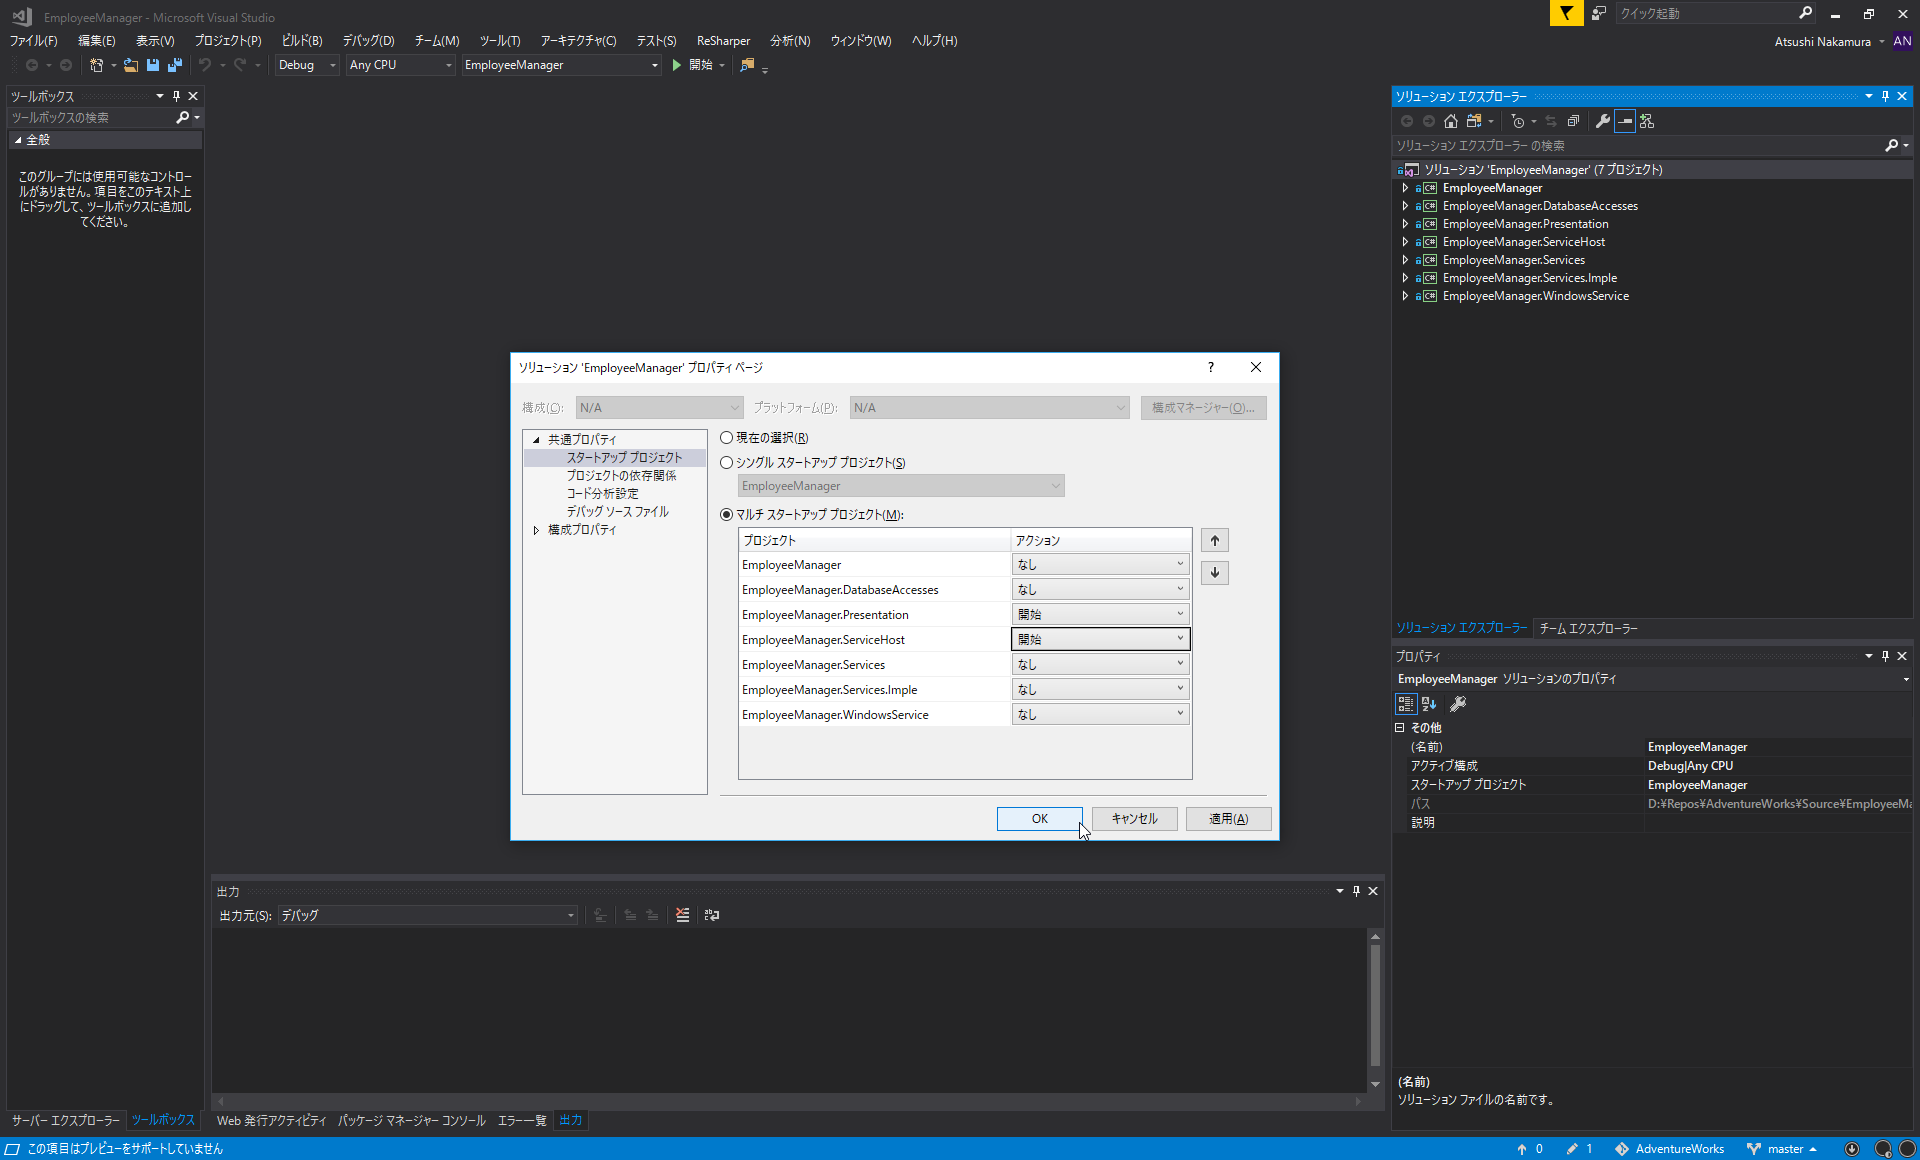 EmployeeManager - Microsoft Visual Studio
クイック起動
ファイル(F) 編集(E) 表示(V) プロジェクト(P) ビルド(B) デバッグ(D) チーム(M) ツール(T) アーキテクチャ(C) テスト(S) ReSharper 分析(N) ウィンドウ(W) ヘルプ(H)
Atsushi Nakamura AN
Debug Any CPU EmployeeManager 開始
ツールボックス
ツールボックスの検索
全般
このグループには使用可能なコントロー
ルがありません。項目をこのテキスト上
にドラッグして、ツールボックスに追加し
てください。
ソリューション エクスプローラー
ソリューション エクスプローラー の検索
ソリューション 'EmployeeManager' (7 プロジェクト)
EmployeeManager
EmployeeManager.DatabaseAccesses
EmployeeManager.Presentation
EmployeeManager.ServiceHost
EmployeeManager.Services
EmployeeManager.Services.Imple
EmployeeManager.WindowsService
ソリューション 'EmployeeManager' プロパティ ページ
?
構成(C): N/A プラットフォーム(P): N/A 構成マネージャー(O)...
共通プロパティ
スタートアップ プロジェクト
プロジェクトの依存関係
コード分析設定
デバッグ ソース ファイル
構成プロパティ
現在の選択(R)
シングル スタートアップ プロジェクト(S)
EmployeeManager
マルチ スタートアップ プロジェクト(M):
プロジェクト アクション
EmployeeManager なし
EmployeeManager.DatabaseAccesses なし
EmployeeManager.Presentation 開始
EmployeeManager.ServiceHost 開始
EmployeeManager.Services なし
EmployeeManager.Services.Imple なし
EmployeeManager.WindowsService なし
OK キャンセル 適用(A)
ソリューション エクスプローラー チーム エクスプローラー
プロパティ
EmployeeManager ソリューションのプロパティ
その他
(名前) EmployeeManager
アクティブ構成 Debug|Any CPU
スタートアップ プロジェクト EmployeeManager
パス D:¥Repos¥AdventureWorks¥Source¥EmployeeMa
説明
(名前)
ソリューション ファイルの名前です。
出力
出力元(S): デバッグ
サーバー エクスプローラー ツールボックス
Web 発行アクティビティ パッケージ マネージャー コンソール エラー一覧 出力
この項目はプレビューをサポートしていません
0 1 AdventureWorks master